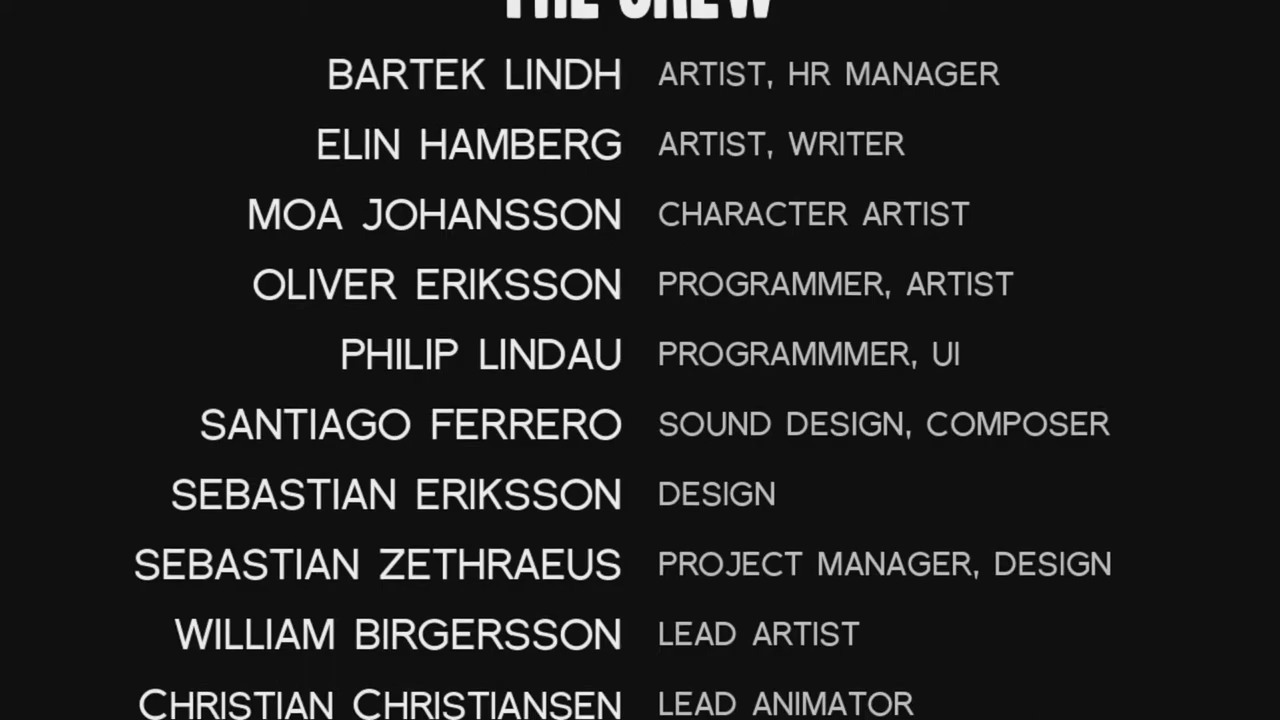 THE CREW
BARTEK LINDH ARTIST, HR MANAGER
ELIN HAMBERG ARTIST, WRITER
MOA JOHANSSON CHARACTER ARTIST
OLIVER ERIKSSON PROGRAMMER, ARTIST
PHILIP LINDAU PROGRAMMMER, UI
SANTIAGO FERRERO SOUND DESIGN, COMPOSER
SEBASTIAN ERIKSSON DESIGN
SEBASTIAN ZETHRAEUS PROJECT MANAGER, DESIGN
WILLIAM BIRGERSSON LEAD ARTIST
CHRISTIAN CHRISTIANSEN LEAD ANIMATOR